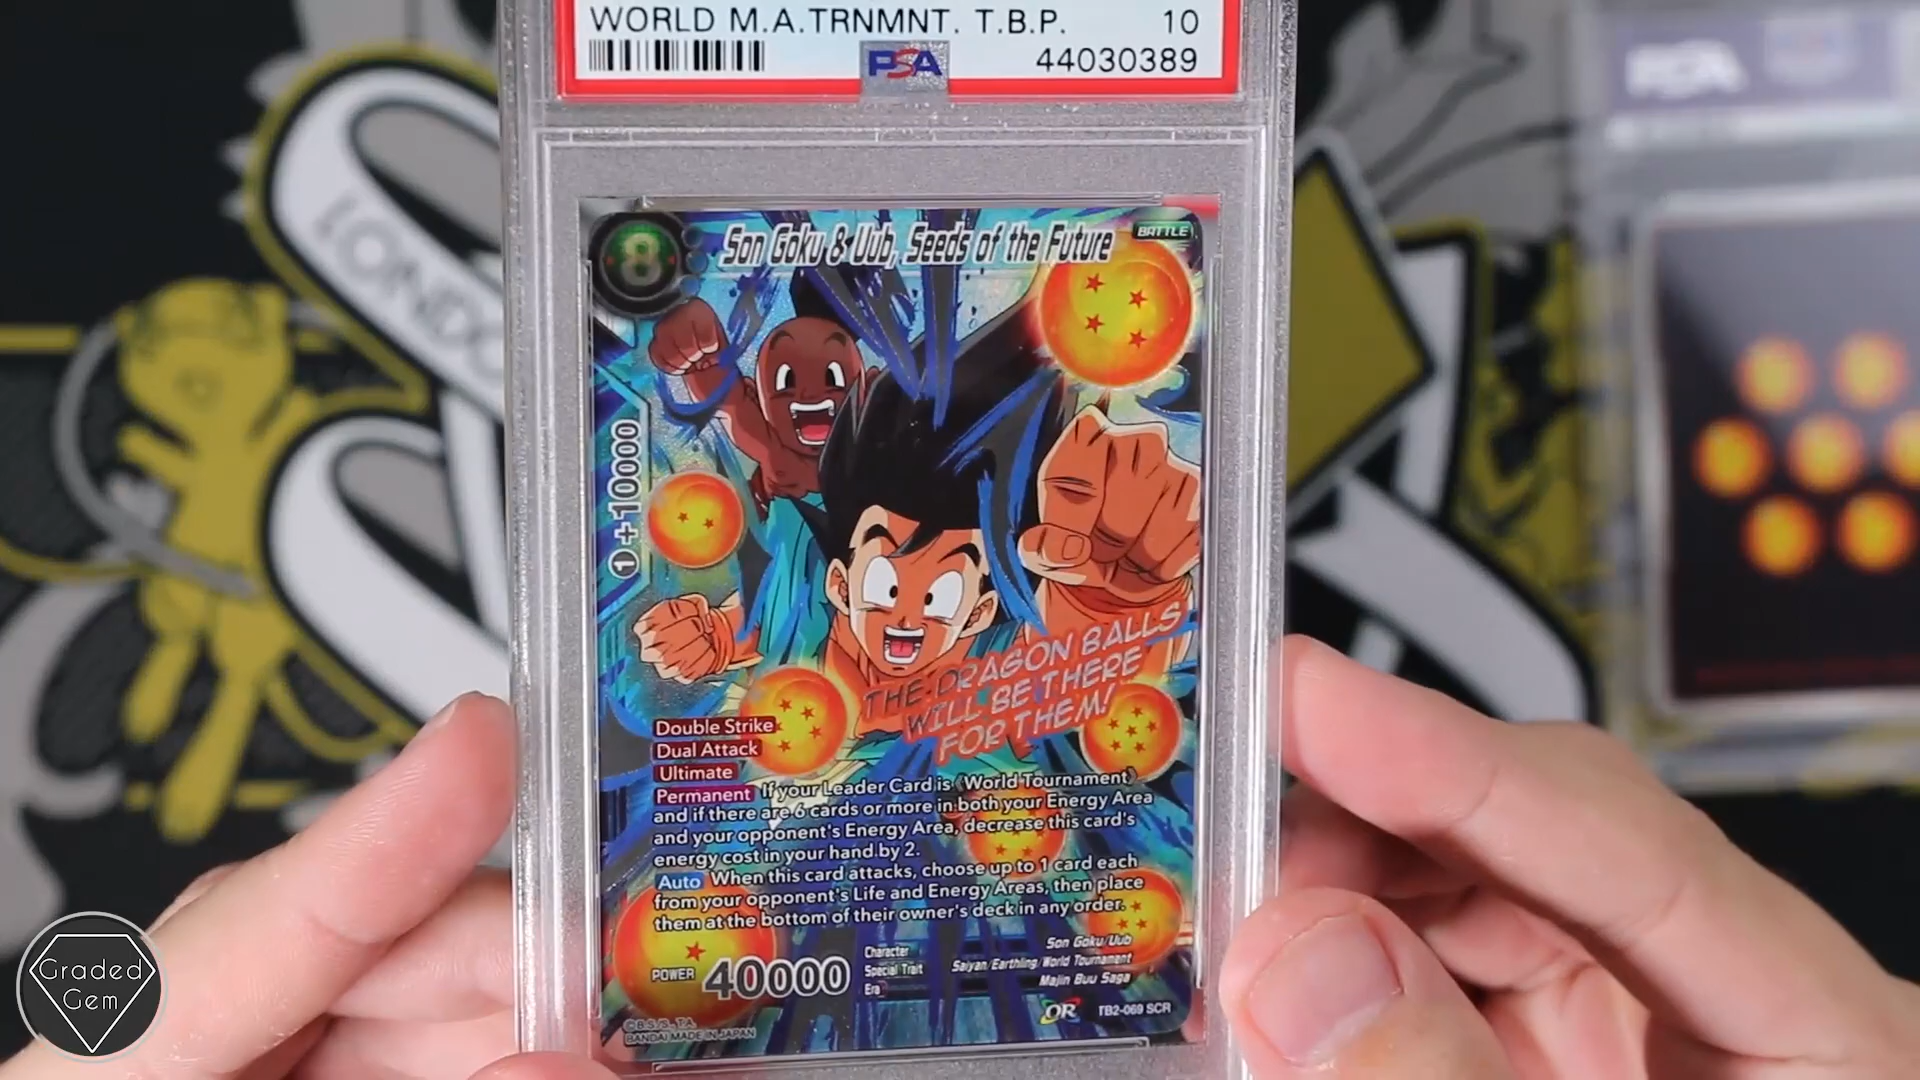 WORLD M.A.TRNMNT. T.B.P. 10
PSA 44030389
PSA
LONDO
8
Son Goku & Uub, Seeds of the Future
BATTLE
1 +10000
THE DRAGON BALLS
WILL BE THERE
FOR THEM!
Double Strike
Dual Attack
Ultimate
Permanent If your Leader Card is 《World Tournament》
and if there are 6 cards or more in both your Energy Area
and your opponent's Energy Area, decrease this card's
energy cost in your hand by 2.
Auto When this card attacks, choose up to 1 card each
from your opponent's Life and Energy Areas, then place
them at the bottom of their owner's deck in any order.
POWER 40000
Character Son Goku/Uub
Special Trait Saiyan/Earthling/World Tournament
Era Majin Buu Saga
©B.S./S., T.A.
BANDAI MADE IN JAPAN
OR TB2-069 SCR
Graded
Gem